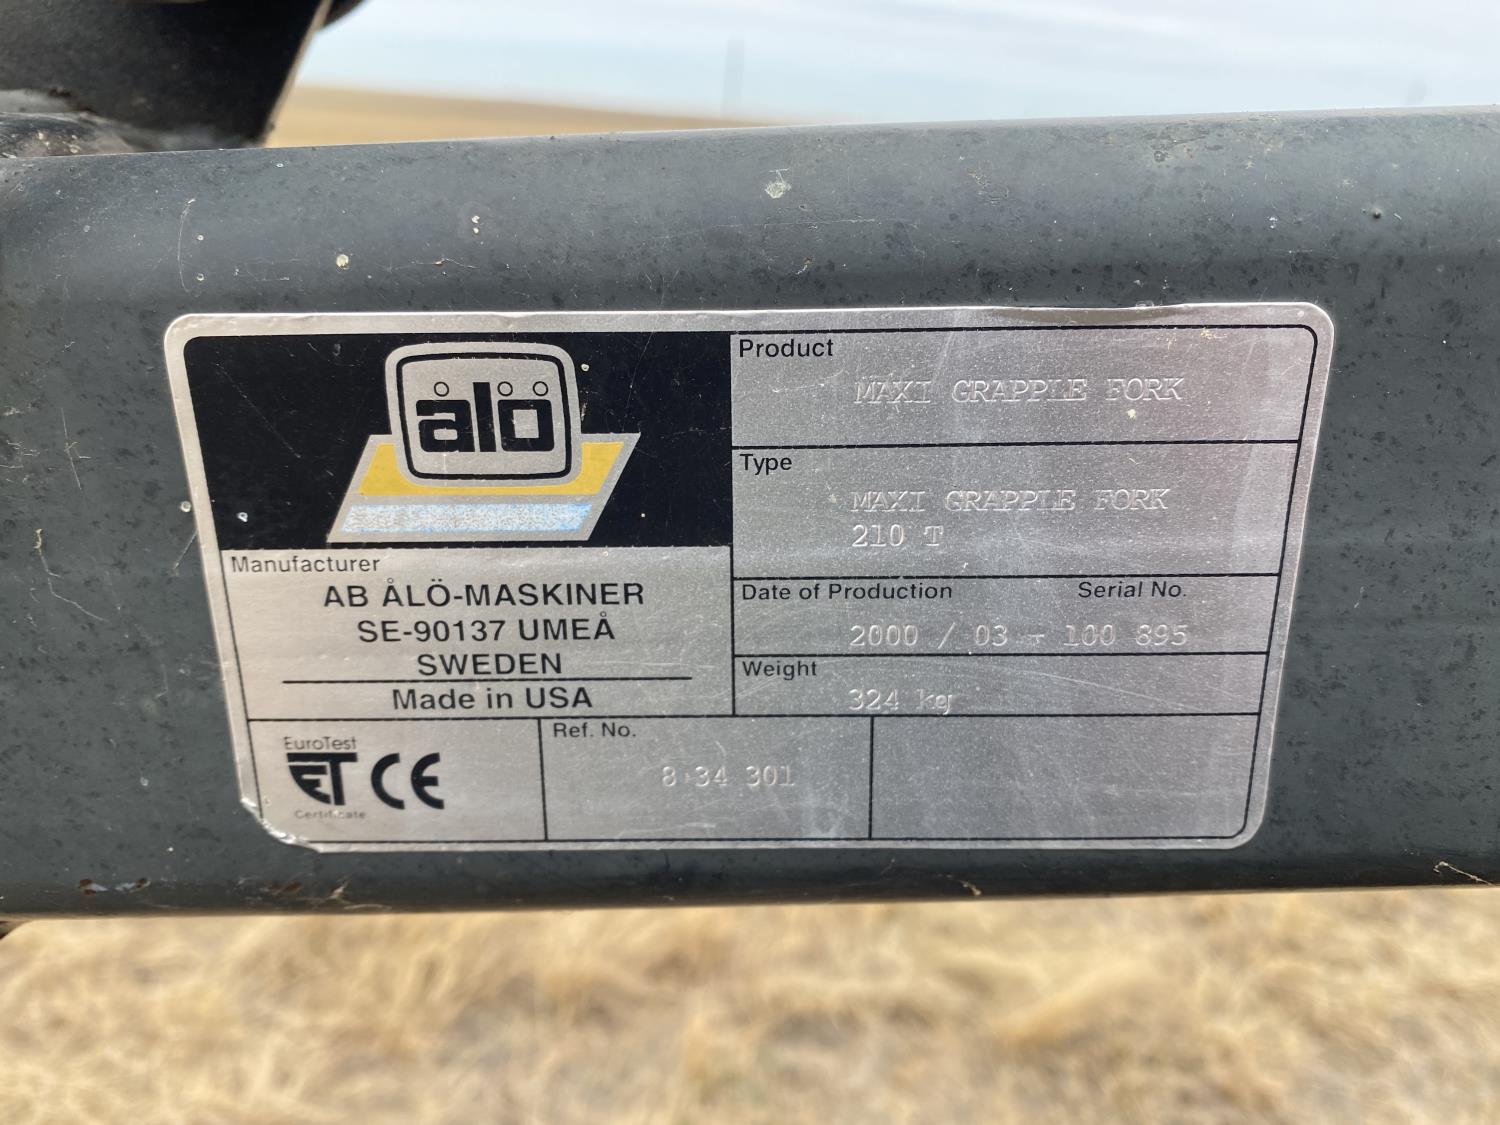 ålö
Product
MAXI GRAPPLE FORK
Type
MAXI GRAPPLE FORK
210 T
Manufacturer
AB ÅLÖ-MASKINER
SE-90137 UMEÅ
SWEDEN
Made in USA
Date of Production Serial No.
2000 / 03 - 100 895
Weight
324 kg
EuroTest
ET CE
Certificate
Ref. No.
8 34 301